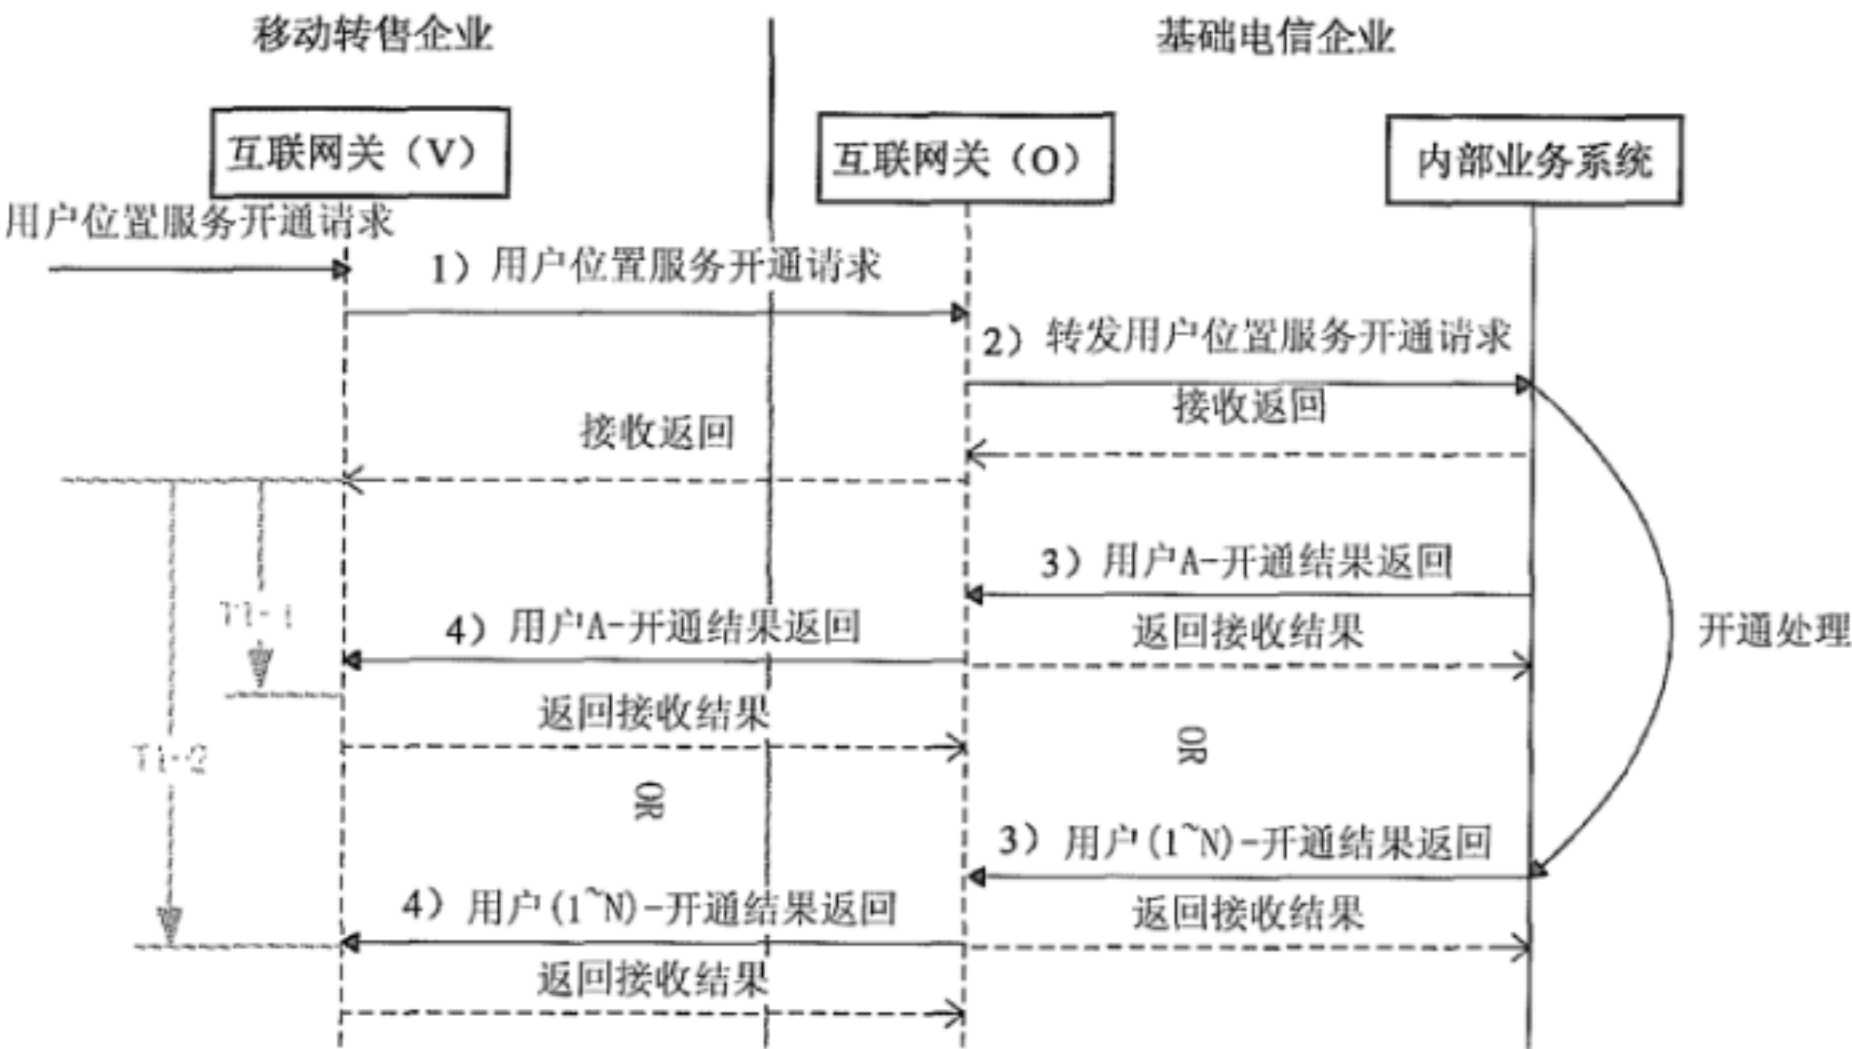 移动转售企业
基础电信企业
互联网关（V）
互联网关（O）
内部业务系统
用户位置服务开通请求
1）用户位置服务开通请求
2）转发用户位置服务开通请求
接收返回
接收返回
3）用户A-开通结果返回
4）用户A-开通结果返回
返回接收结果
开通处理
T1-1
返回接收结果
OR
T1-2
OR
3）用户(1~N)-开通结果返回
4）用户(1~N)-开通结果返回
返回接收结果
返回接收结果